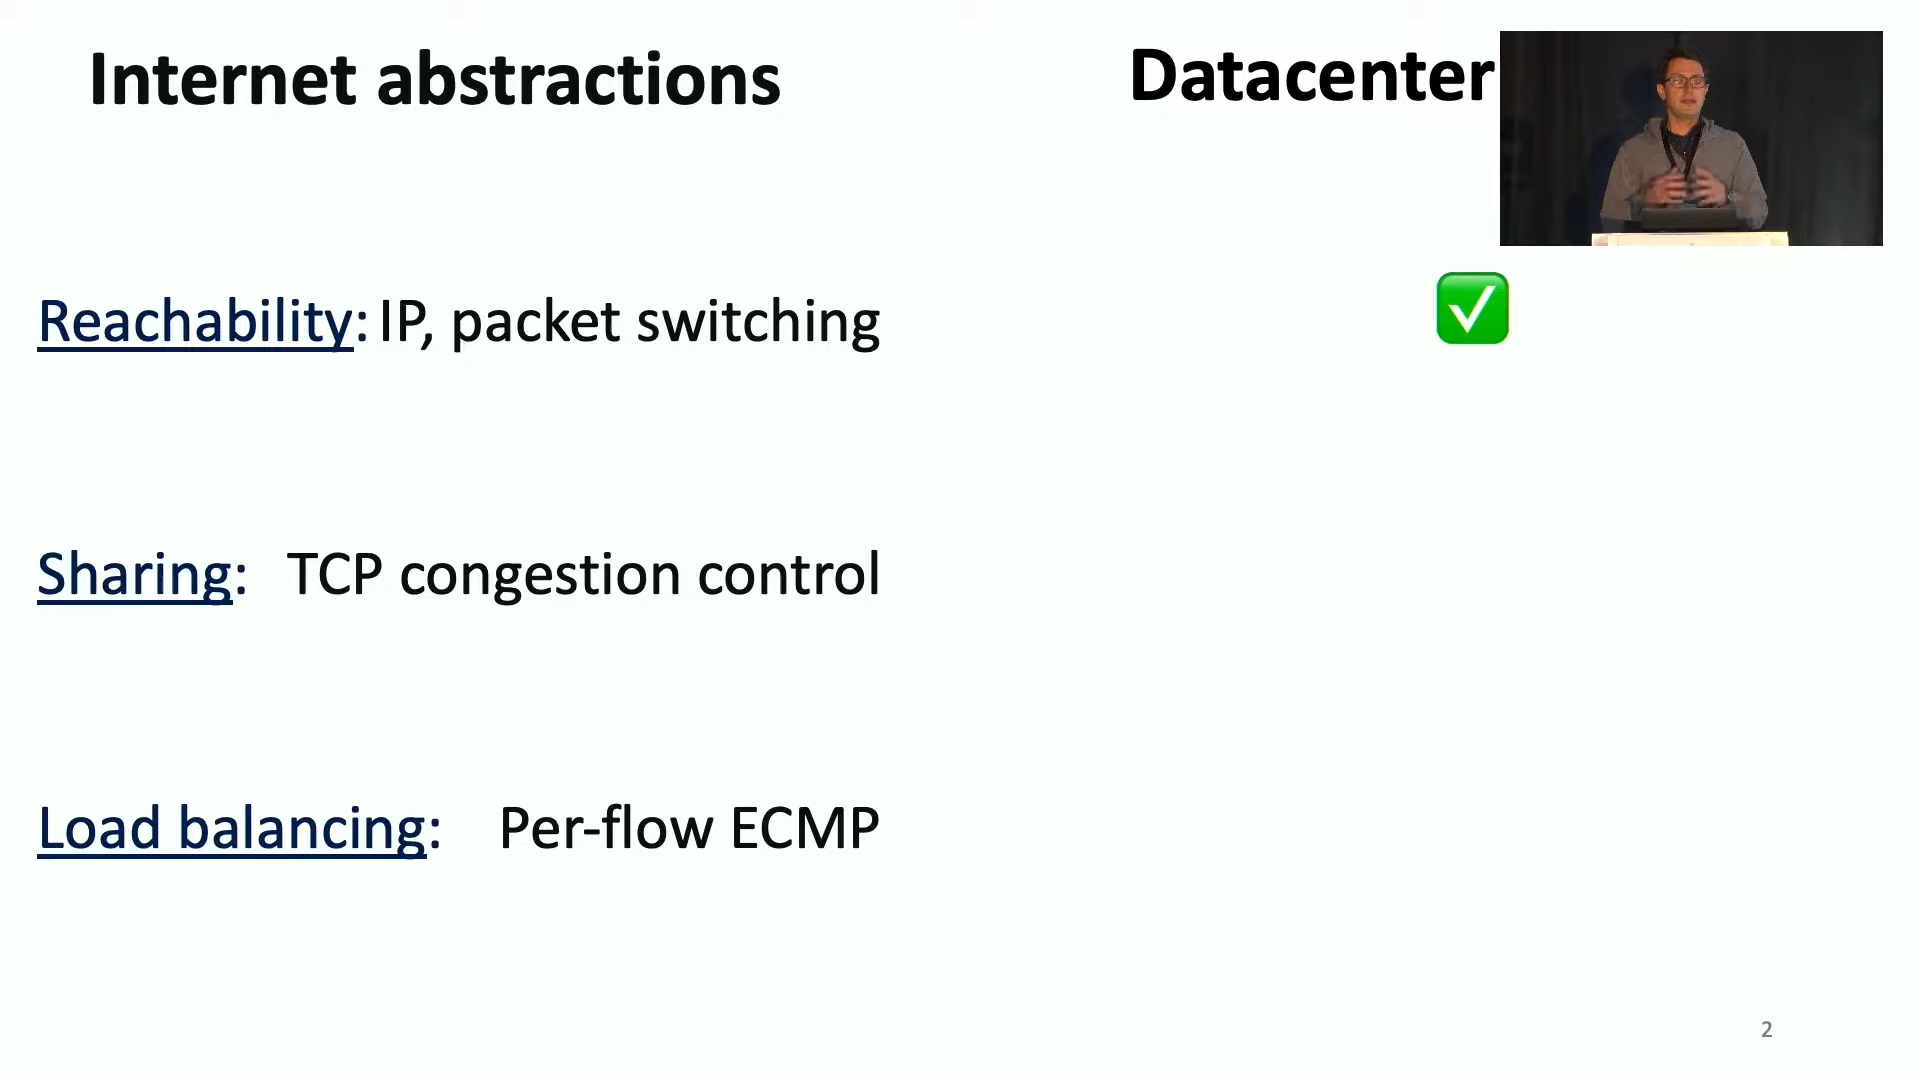 Internet abstractions
Datacenter
Reachability: IP, packet switching
✅
Sharing: TCP congestion control
Load balancing: Per-flow ECMP
2